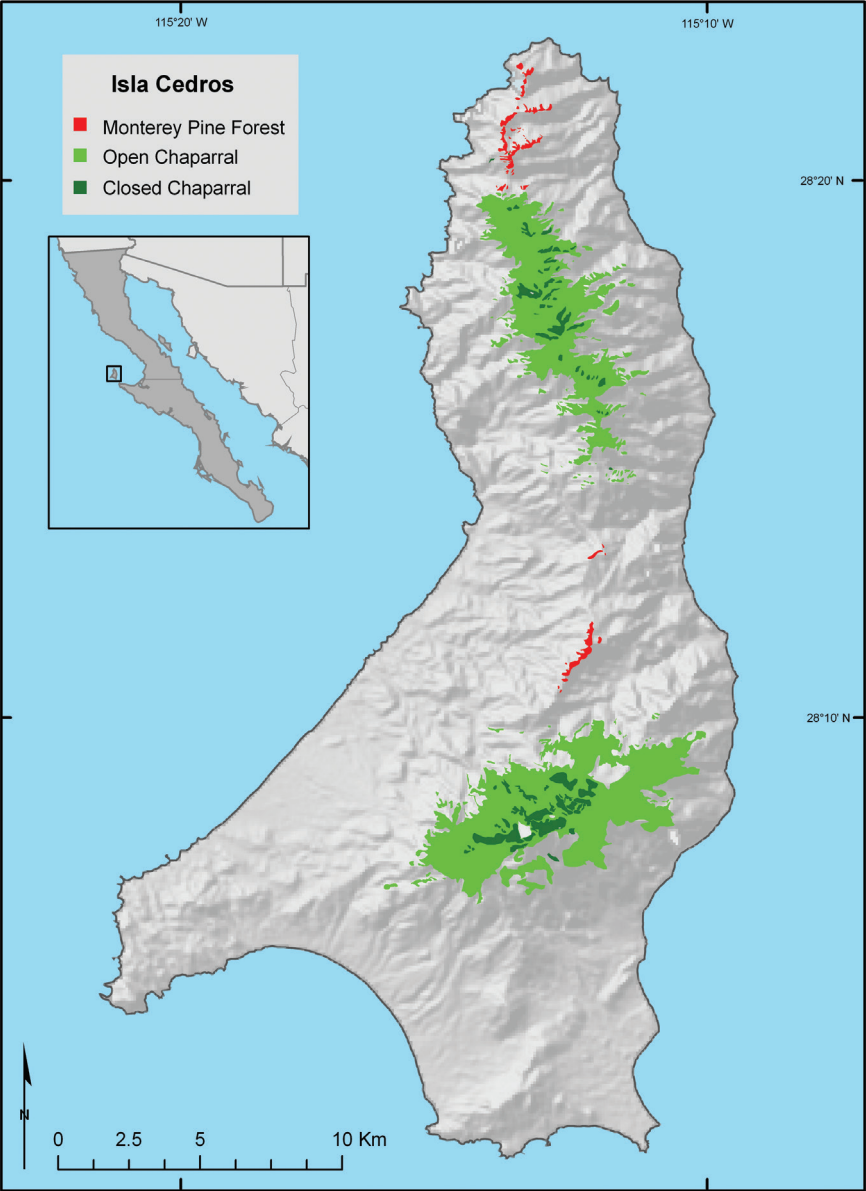 115°20' W
115°10' W
Isla Cedros
Monterey Pine Forest
Open Chaparral
Closed Chaparral
28°20' N
28°10' N
N
0 2.5 5 10 Km